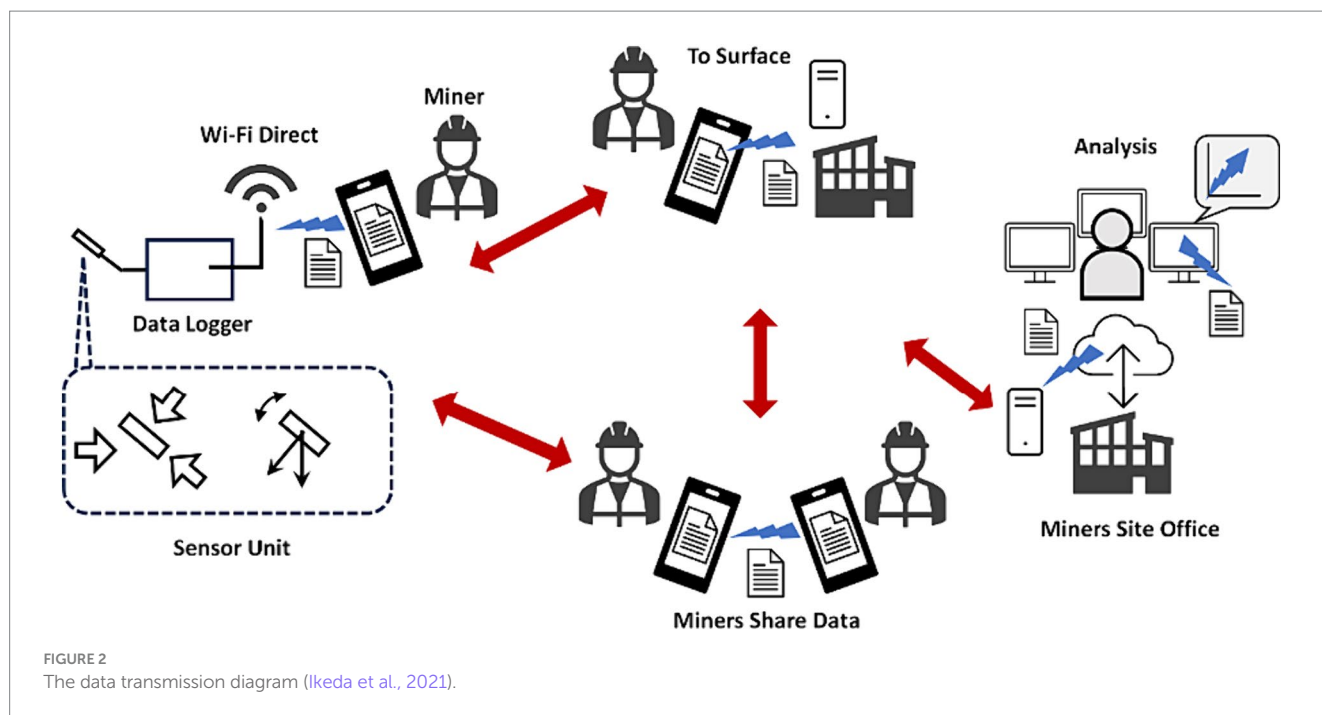 To Surface
Miner
Wi-Fi Direct
Analysis
Data Logger
Sensor Unit
Miners Site Office
Miners Share Data
FIGURE 2
The data transmission diagram (Ikeda et al., 2021).